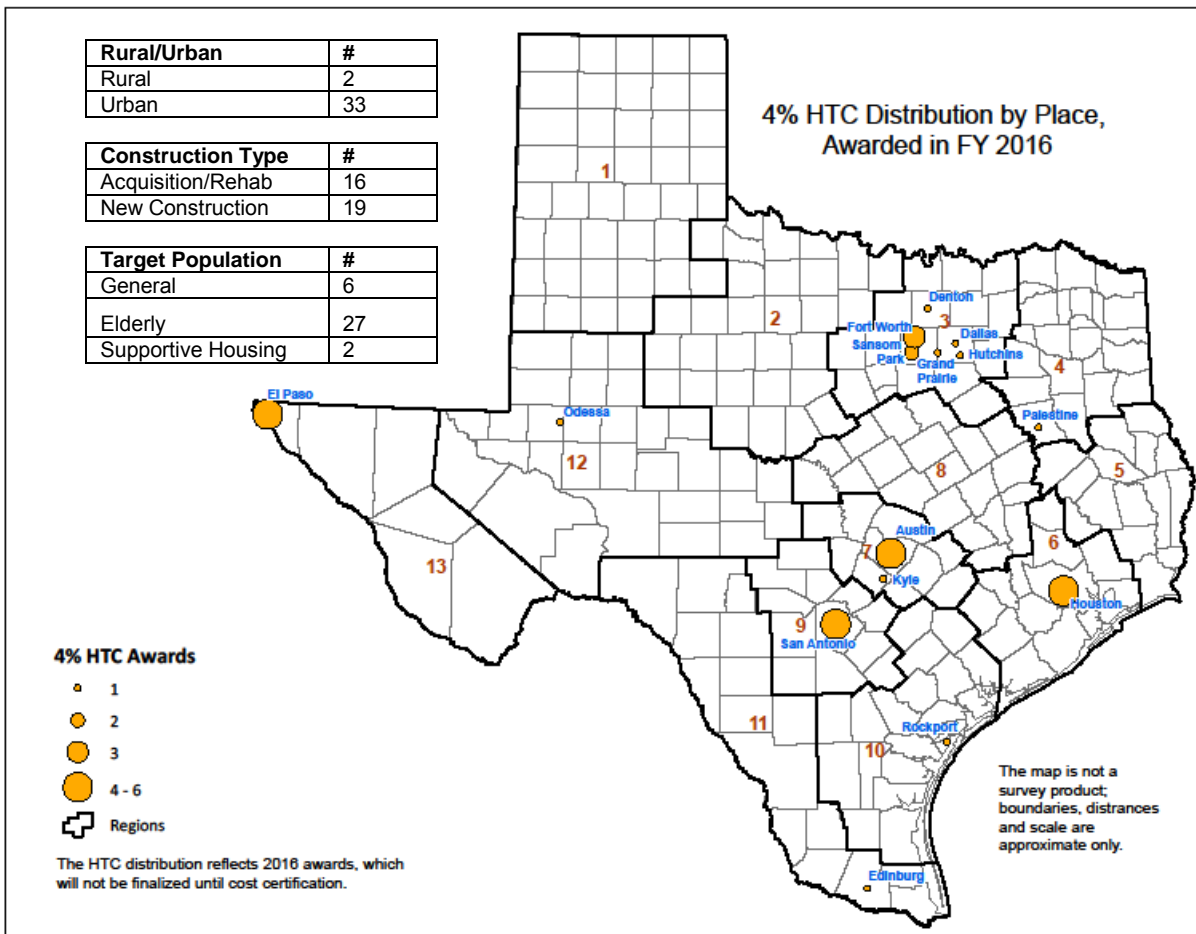 Rural/Urban #
Rural 2
Urban 33
Construction Type #
Acquisition/Rehab 16
New Construction 19
Target Population #
General 6
Elderly 27
Supportive Housing 2
4% HTC Distribution by Place,
Awarded in FY 2016
1
2
Denton
3
Fort Worth
Dallas
Sansom
Park
Hutchins
Grand
Prairie
4
El Paso
Odessa
Palestine
12
8
5
Austin
6
7
13
Kyle
Houston
9
San Antonio
4% HTC Awards
1
2
3
4 - 6
Regions
11
Rockport
10
The map is not a
survey product;
boundaries, distrances
and scale are
approximate only.
The HTC distribution reflects 2016 awards, which
will not be finalized until cost certification.
Edinburg